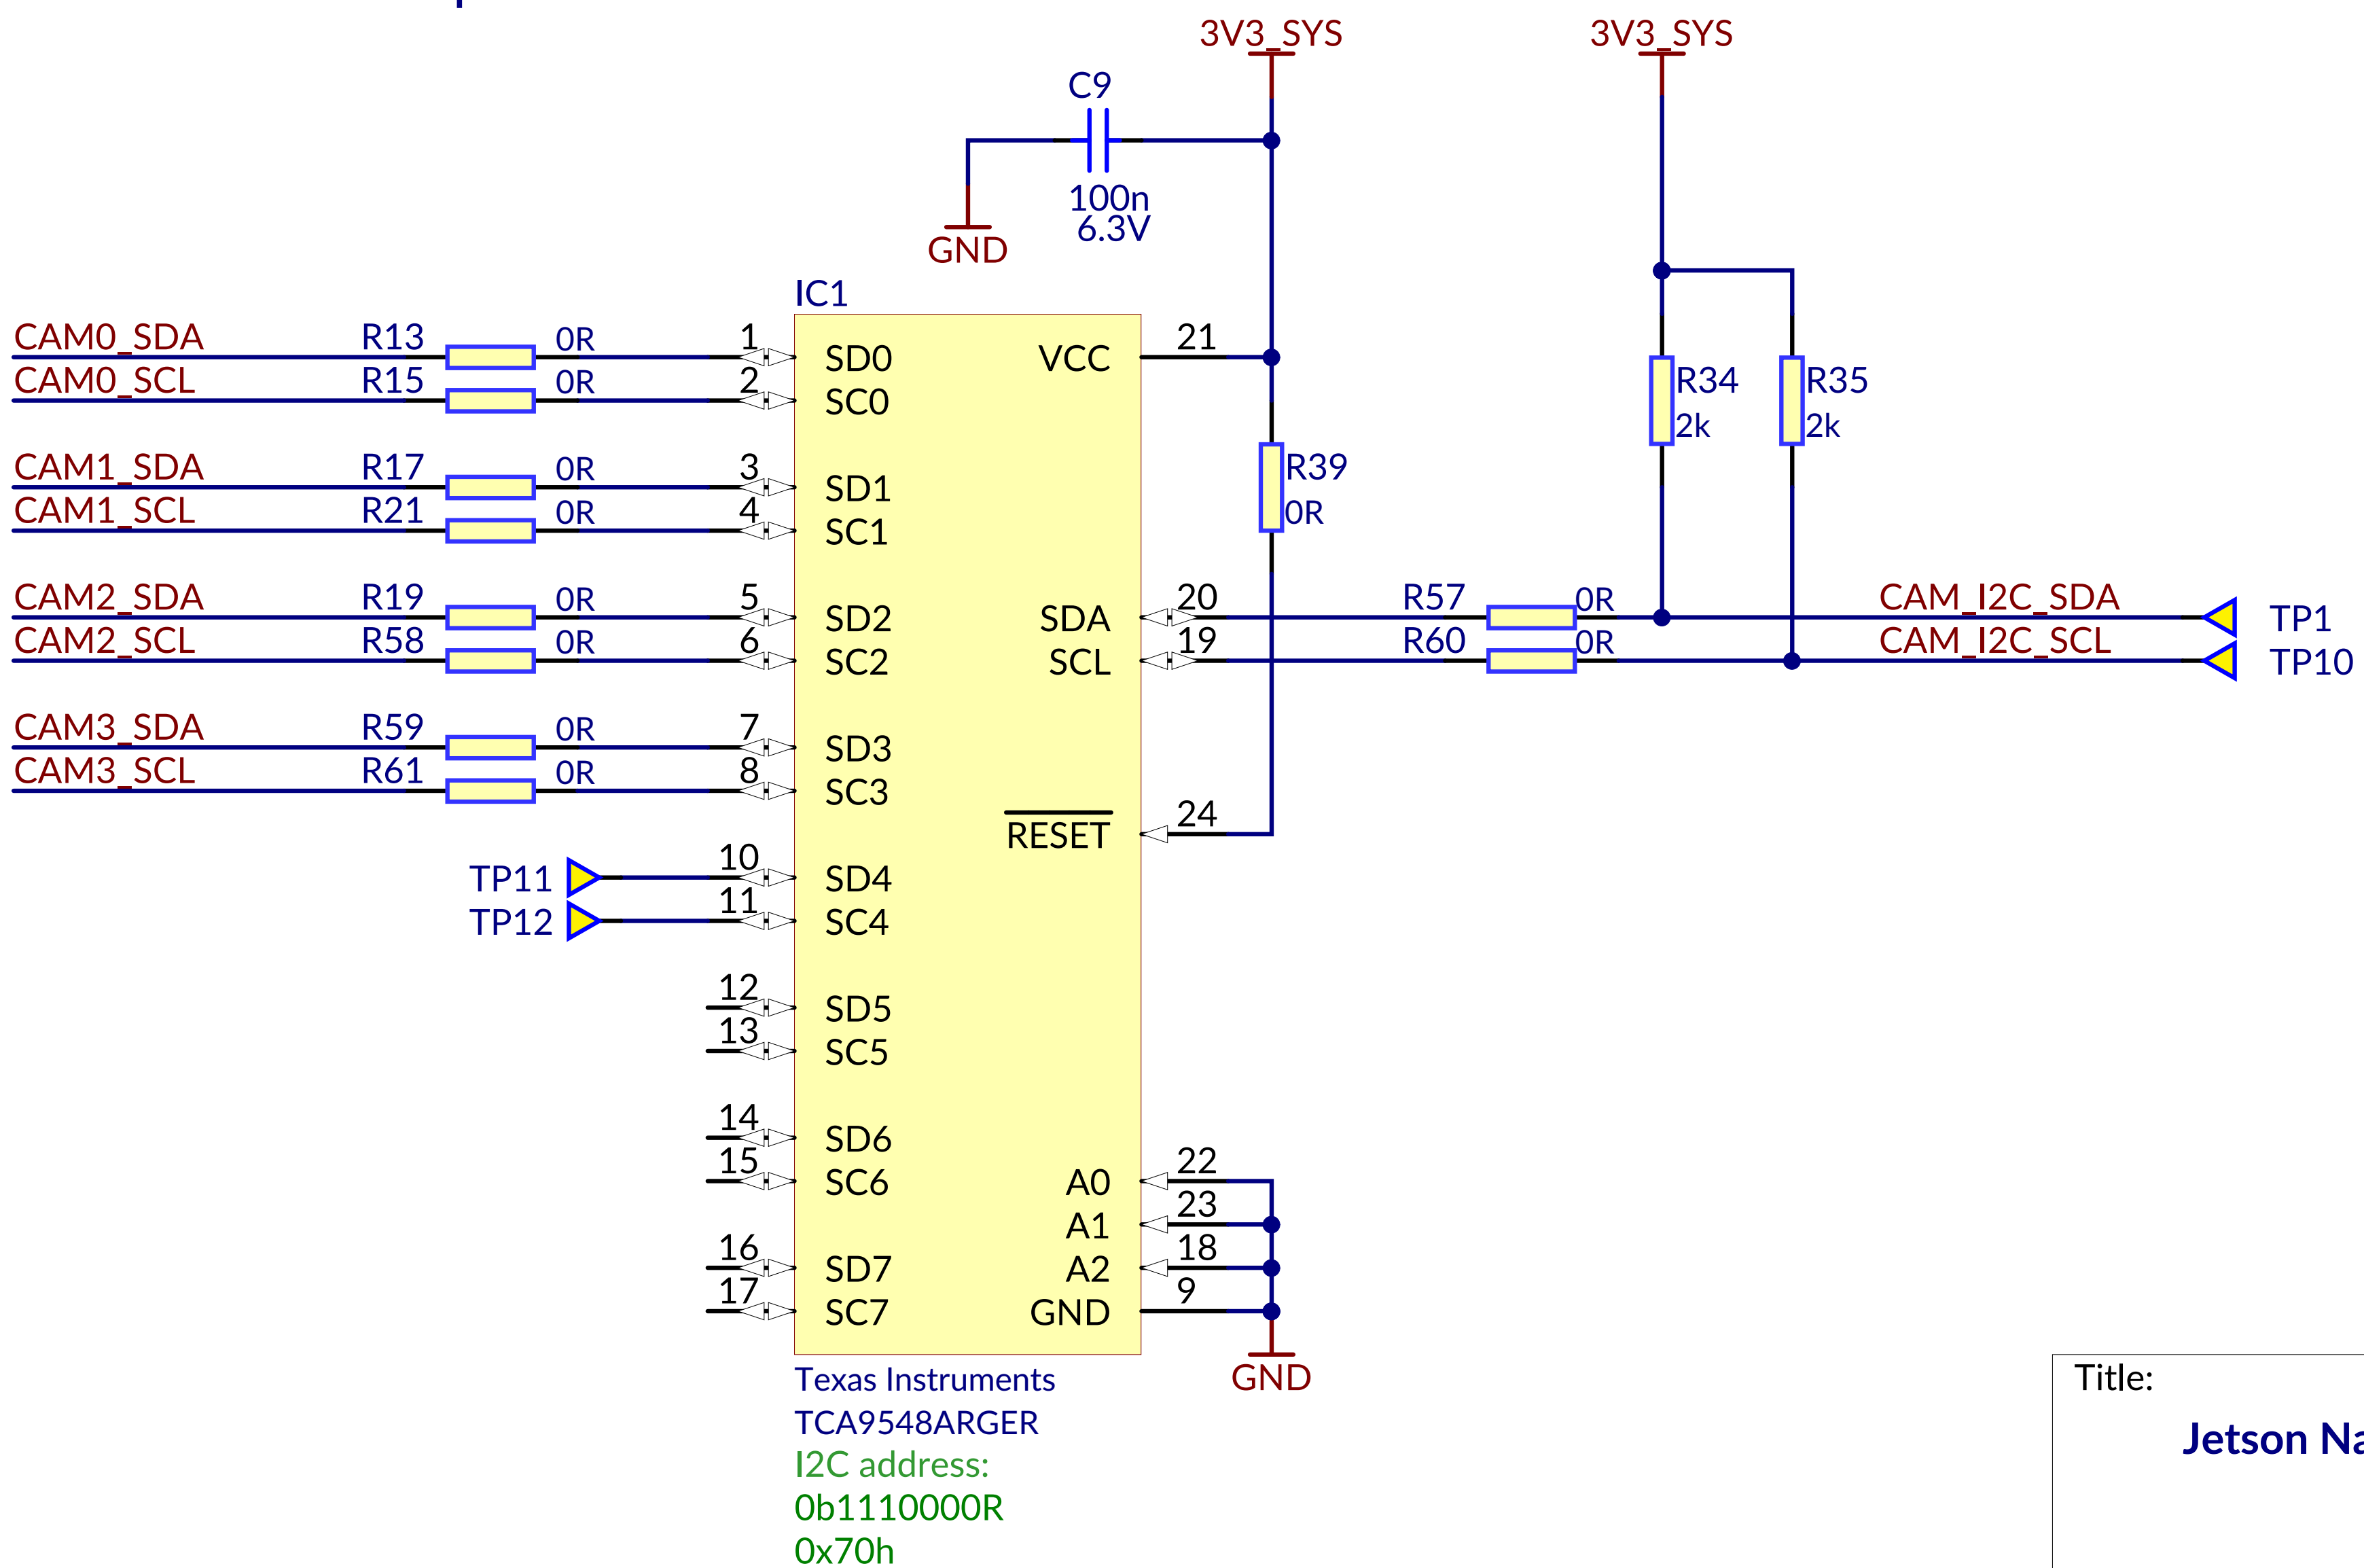 3V3_SYS
3V3_SYS
C9
100n
6.3V
GND
IC1
CAM0_SDA R13 0R 1 SD0 VCC 21
CAM0_SCL R15 0R 2 SC0
R34
2k
R35
2k
CAM1_SDA R17 0R 3 SD1
CAM1_SCL R21 0R 4 SC1
R39
0R
CAM2_SDA R19 0R 5 SD2 SDA 20 R57 0R CAM_I2C_SDA TP1
CAM2_SCL R58 0R 6 SC2 SCL 19 R60 0R CAM_I2C_SCL TP10
CAM3_SDA R59 0R 7 SD3
CAM3_SCL R61 0R 8 SC3
RESET 24
TP11 10 SD4
TP12 11 SC4
12 SD5
13 SC5
14 SD6
15 SC6 A0 22
A1 23
16 SD7 A2 18
17 SC7 GND 9
GND
Texas Instruments
TCA9548ARGER
I2C address:
0b1110000R
0x70h
Title:
Jetson Na